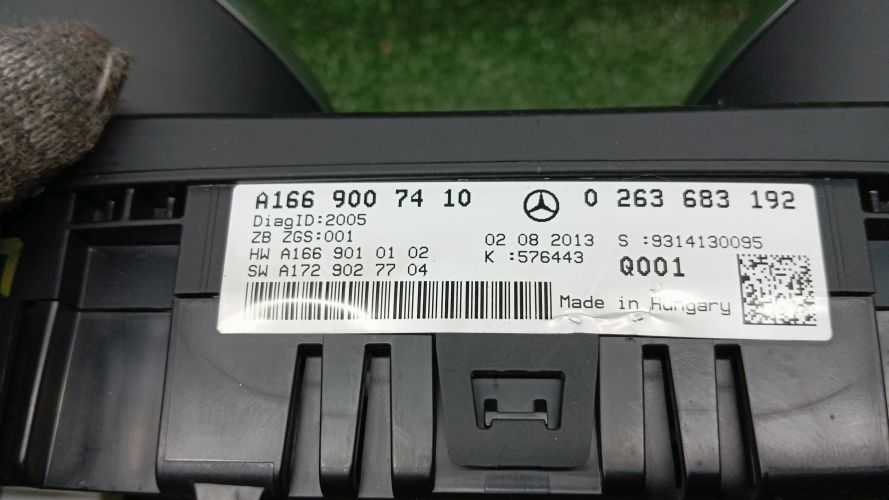 A166 900 74 10 0 263 683 192
DiagID:2005
ZB ZGS:001
HW A166 901 01 02 02 08 2013 S :9314130095
SW A172 902 77 04 K :576443 Q001
Made in Hungary